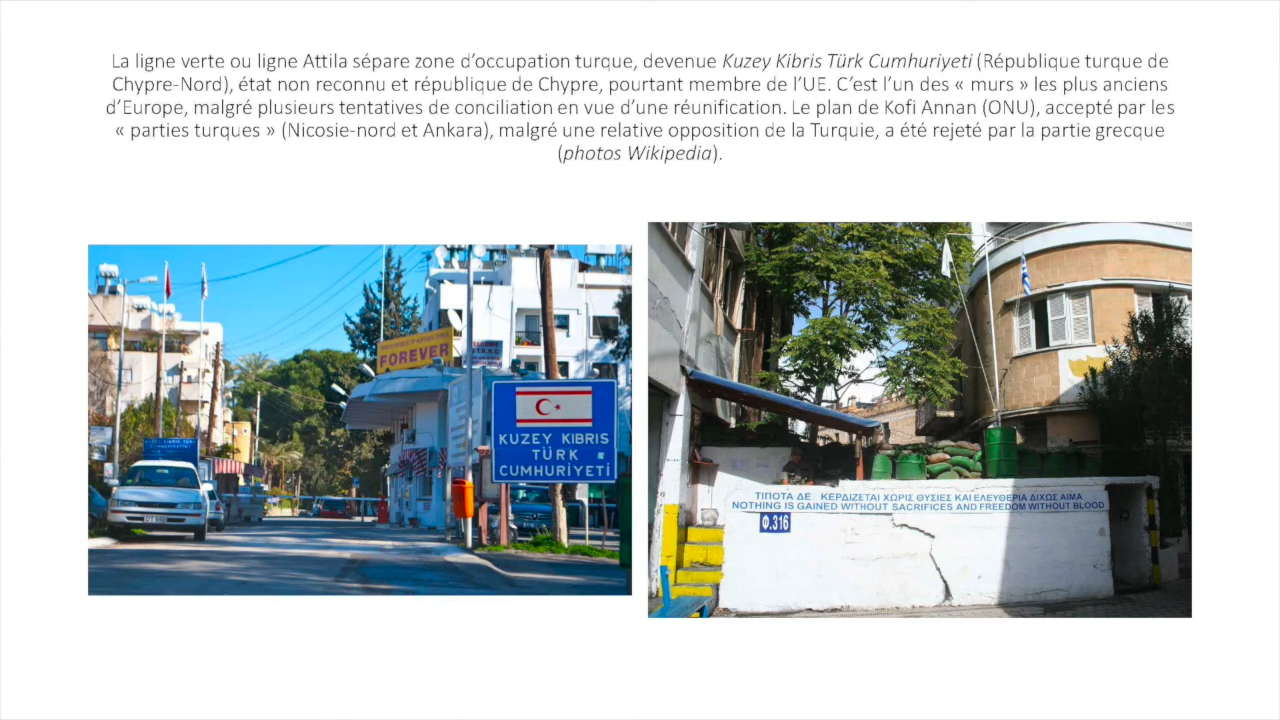 La ligne verte ou ligne Attila sépare zone d’occupation turque, devenue Kuzey Kibris Türk Cumhuriyeti (République turque de
Chypre-Nord), état non reconnu et république de Chypre, pourtant membre de l’UE. C’est l’un des « murs » les plus anciens
d’Europe, malgré plusieurs tentatives de conciliation en vue d’une réunification. Le plan de Kofi Annan (ONU), accepté par les
« parties turques » (Nicosie-nord et Ankara), malgré une relative opposition de la Turquie, a été rejeté par la partie grecque
(photos Wikipedia).
FOREVER
KUZEY KIBRIS
TÜRK
CUMHURİYETİ
ΤΙΠΟΤΑ ΔΕ ΚΕΡΔΙΖΕΤΑΙ ΧΩΡΙΣ ΘΥΣΙΕΣ ΚΑΙ ΕΛΕΥΘΕΡΙΑ ΔΙΧΩΣ ΑΙΜΑ
NOTHING IS GAINED WITHOUT SACRIFICES AND FREEDOM WITHOUT BLOOD
Φ.316